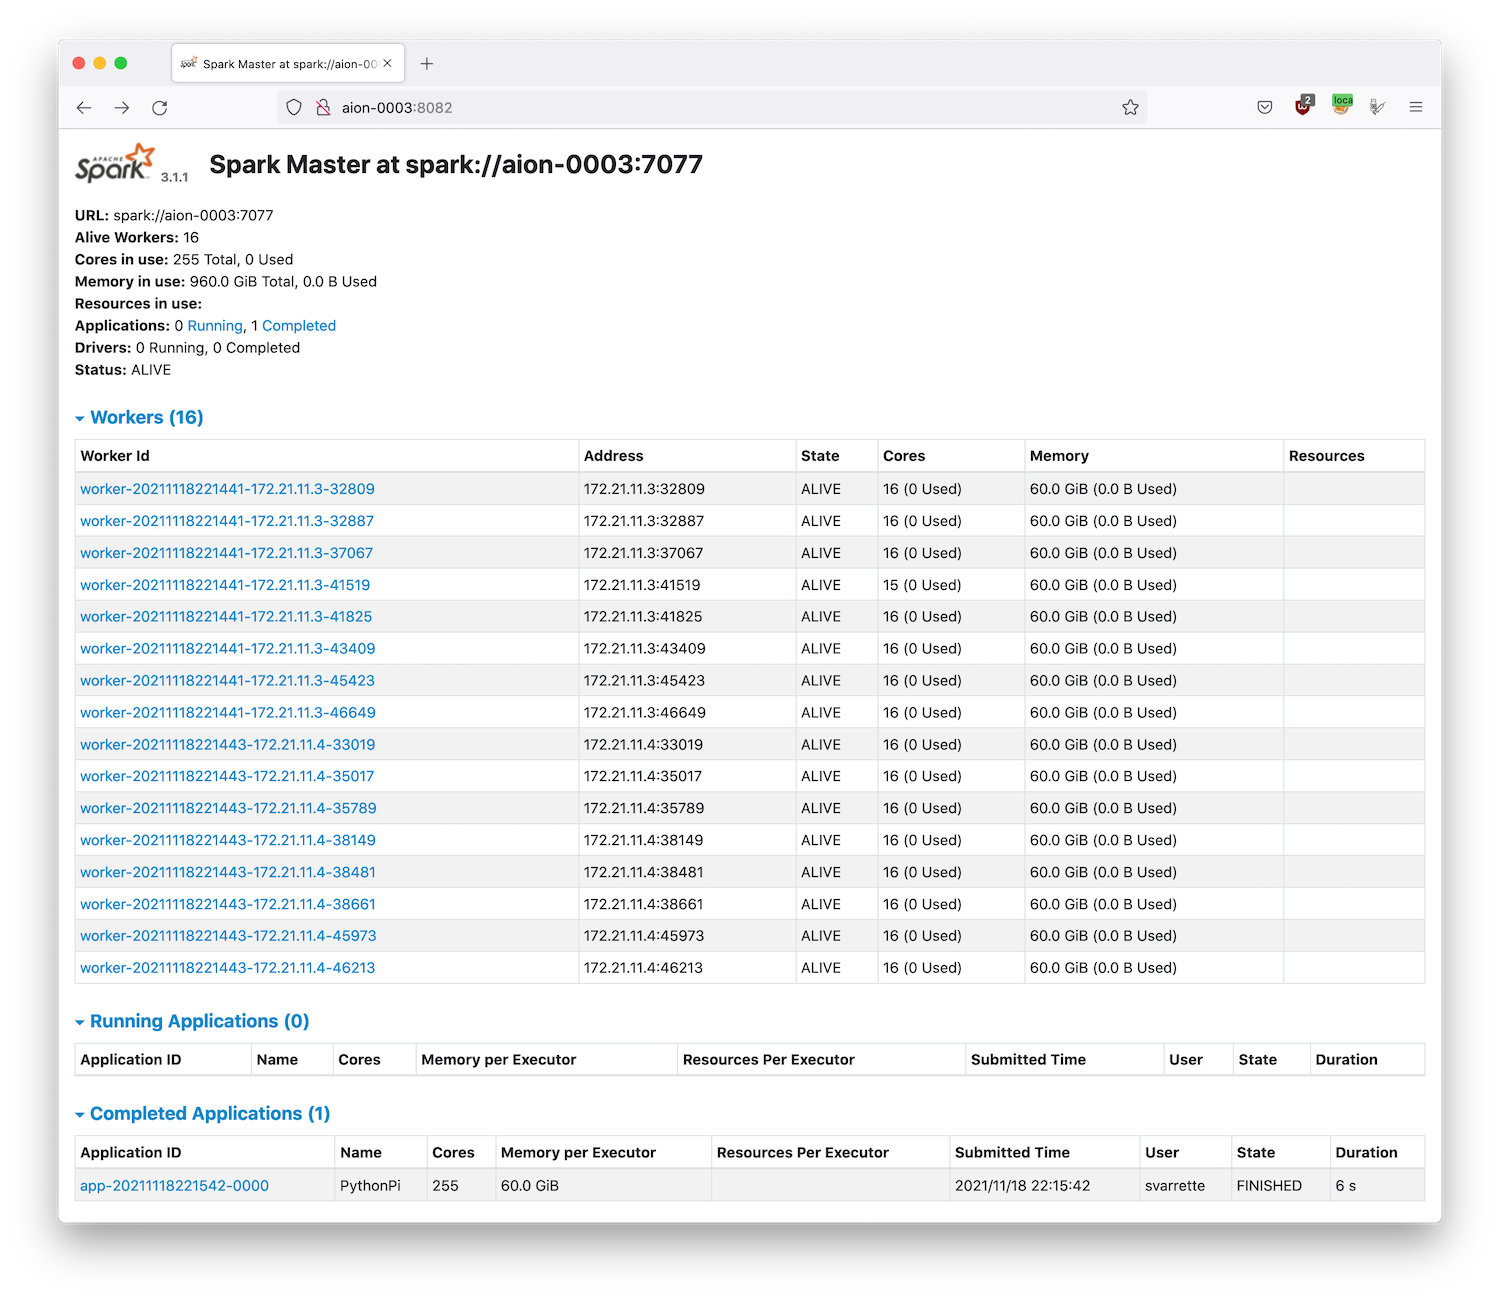 Spark Master at spark://aion-00
aion-0003:8082
2
loca
APACHE Spark 3.1.1 Spark Master at spark://aion-0003:7077
URL: spark://aion-0003:7077
Alive Workers: 16
Cores in use: 255 Total, 0 Used
Memory in use: 960.0 GiB Total, 0.0 B Used
Resources in use:
Applications: 0 Running, 1 Completed
Drivers: 0 Running, 0 Completed
Status: ALIVE
Workers (16)
Worker Id Address State Cores Memory Resources
worker-20211118221441-172.21.11.3-32809 172.21.11.3:32809 ALIVE 16 (0 Used) 60.0 GiB (0.0 B Used)
worker-20211118221441-172.21.11.3-32887 172.21.11.3:32887 ALIVE 16 (0 Used) 60.0 GiB (0.0 B Used)
worker-20211118221441-172.21.11.3-37067 172.21.11.3:37067 ALIVE 16 (0 Used) 60.0 GiB (0.0 B Used)
worker-20211118221441-172.21.11.3-41519 172.21.11.3:41519 ALIVE 15 (0 Used) 60.0 GiB (0.0 B Used)
worker-20211118221441-172.21.11.3-41825 172.21.11.3:41825 ALIVE 16 (0 Used) 60.0 GiB (0.0 B Used)
worker-20211118221441-172.21.11.3-43409 172.21.11.3:43409 ALIVE 16 (0 Used) 60.0 GiB (0.0 B Used)
worker-20211118221441-172.21.11.3-45423 172.21.11.3:45423 ALIVE 16 (0 Used) 60.0 GiB (0.0 B Used)
worker-20211118221441-172.21.11.3-46649 172.21.11.3:46649 ALIVE 16 (0 Used) 60.0 GiB (0.0 B Used)
worker-20211118221443-172.21.11.4-33019 172.21.11.4:33019 ALIVE 16 (0 Used) 60.0 GiB (0.0 B Used)
worker-20211118221443-172.21.11.4-35017 172.21.11.4:35017 ALIVE 16 (0 Used) 60.0 GiB (0.0 B Used)
worker-20211118221443-172.21.11.4-35789 172.21.11.4:35789 ALIVE 16 (0 Used) 60.0 GiB (0.0 B Used)
worker-20211118221443-172.21.11.4-38149 172.21.11.4:38149 ALIVE 16 (0 Used) 60.0 GiB (0.0 B Used)
worker-20211118221443-172.21.11.4-38481 172.21.11.4:38481 ALIVE 16 (0 Used) 60.0 GiB (0.0 B Used)
worker-20211118221443-172.21.11.4-38661 172.21.11.4:38661 ALIVE 16 (0 Used) 60.0 GiB (0.0 B Used)
worker-20211118221443-172.21.11.4-45973 172.21.11.4:45973 ALIVE 16 (0 Used) 60.0 GiB (0.0 B Used)
worker-20211118221443-172.21.11.4-46213 172.21.11.4:46213 ALIVE 16 (0 Used) 60.0 GiB (0.0 B Used)
Running Applications (0)
Application ID Name Cores Memory per Executor Resources Per Executor Submitted Time User State Duration
Completed Applications (1)
Application ID Name Cores Memory per Executor Resources Per Executor Submitted Time User State Duration
app-20211118221542-0000 PythonPi 255 60.0 GiB 2021/11/18 22:15:42 svarrette FINISHED 6 s